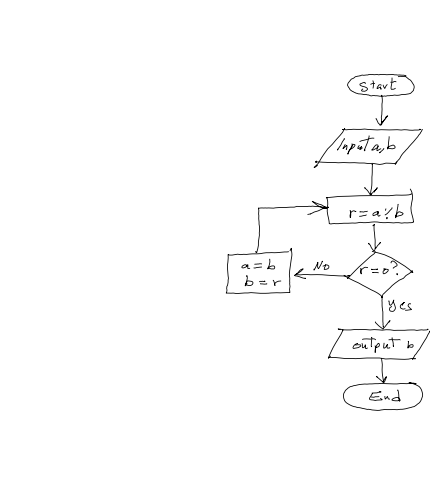 Start
Input a,b
r = a % b
r = 0?
No
a = b
b = r
yes
output b
End